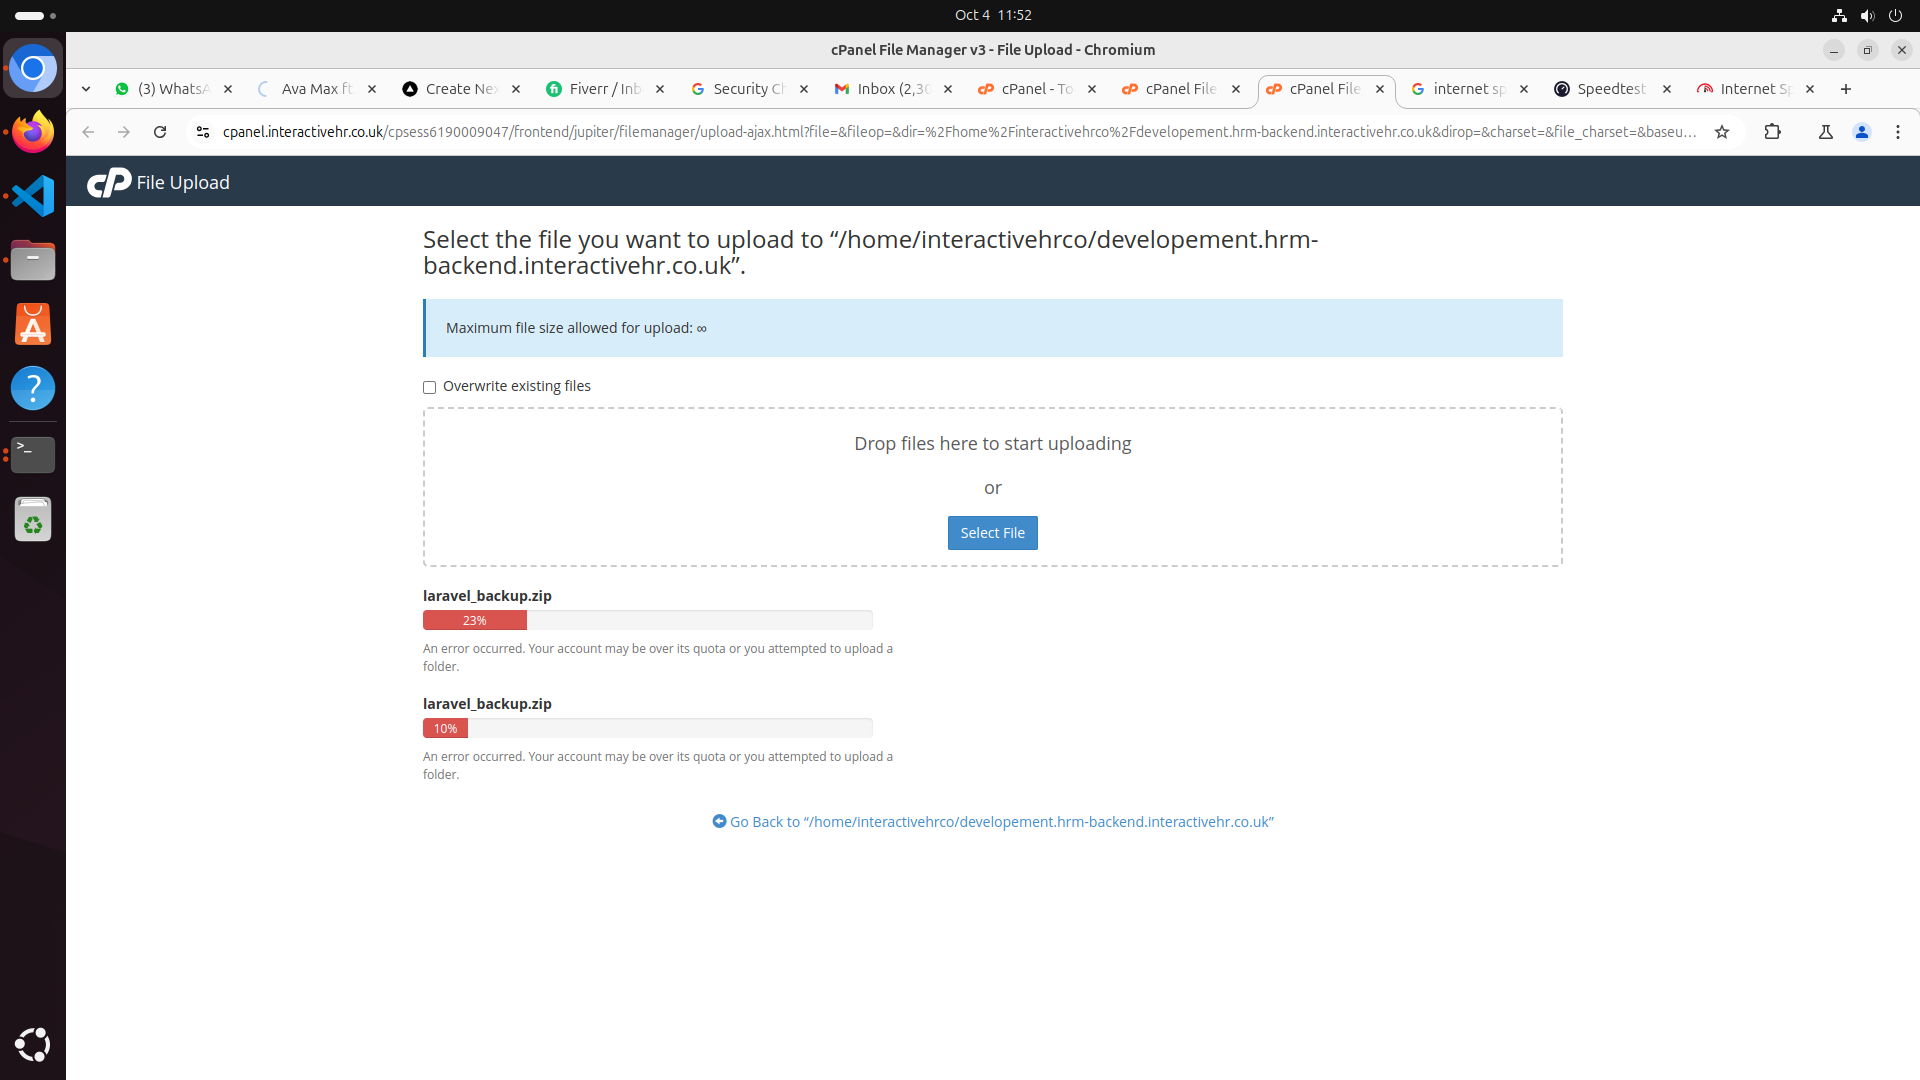 Oct 4 11:52
cPanel File Manager v3 - File Upload - Chromium
(3) WhatsA
Ava Max ft
Create Nex
Fiverr / Inb
Security Ch
Inbox (2,30
cPanel - To
cPanel File
cPanel File
internet sp
Speedtest
Internet Sp
cpanel.interactivehr.co.uk/cpsess6190009047/frontend/jupiter/filemanager/upload-ajax.html?file=&fileop=&dir=%2Fhome%2Finteractivehrco%2Fdevelopement.hrm-backend.interactivehr.co.uk&dirop=&charset=&file_charset=&baseu...
cP File Upload
Select the file you want to upload to “/home/interactivehrco/developement.hrm-
backend.interactivehr.co.uk”.
Maximum file size allowed for upload: ∞
Overwrite existing files
Drop files here to start uploading
or
Select File
laravel_backup.zip
23%
An error occurred. Your account may be over its quota or you attempted to upload a
folder.
laravel_backup.zip
10%
An error occurred. Your account may be over its quota or you attempted to upload a
folder.
Go Back to “/home/interactivehrco/developement.hrm-backend.interactivehr.co.uk”